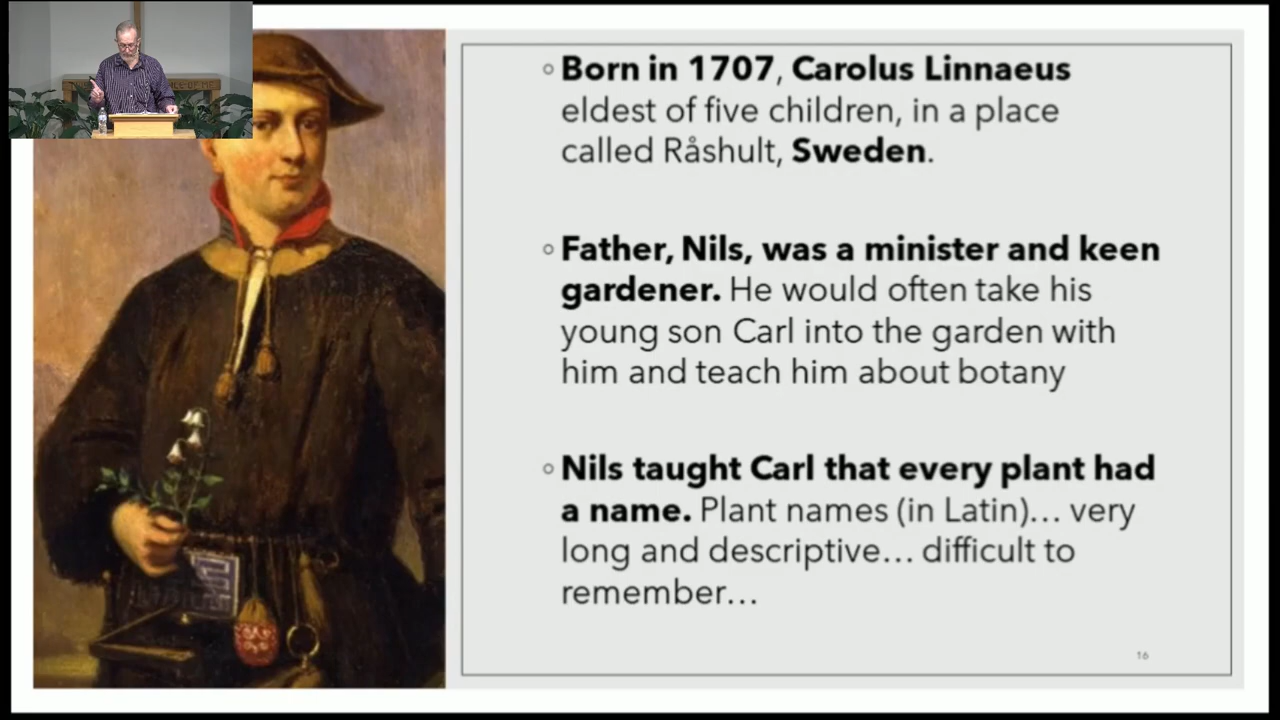 Born in 1707, Carolus Linnaeus
eldest of five children, in a place
called Råshult, Sweden.
Father, Nils, was a minister and keen
gardener. He would often take his
young son Carl into the garden with
him and teach him about botany
Nils taught Carl that every plant had
a name. Plant names (in Latin)... very
long and descriptive... difficult to
remember...
16